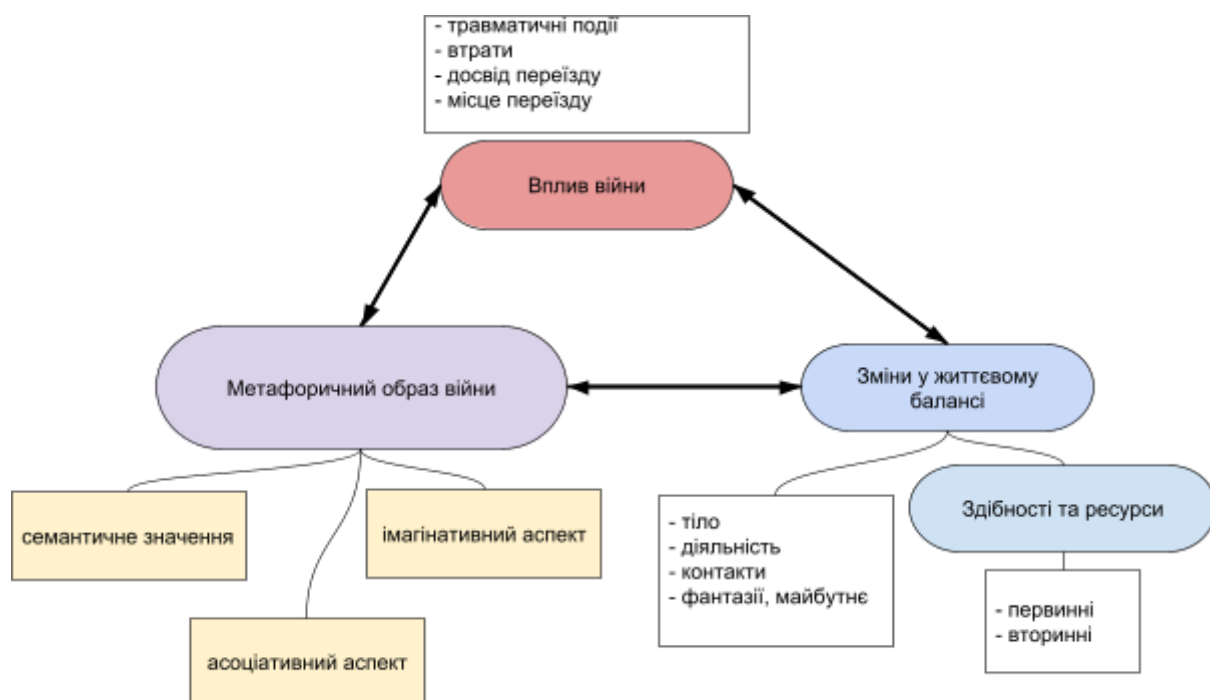 - травматичні події
- втрати
- досвід переїзду
- місце переїзду
Вплив війни
Метафоричний образ війни
Зміни у життєвому
балансі
семантичне значення
імагінативний аспект
асоціативний аспект
- тіло
- діяльність
- контакти
- фантазії, майбутнє
Здібності та ресурси
- первинні
- вторинні